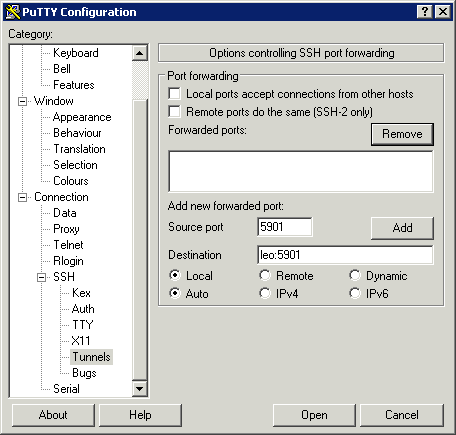 PuTTY Configuration
Category:
Keyboard
Bell
Features
Window
Appearance
Behaviour
Translation
Selection
Colours
Connection
Data
Proxy
Telnet
Rlogin
SSH
Kex
Auth
TTY
X11
Tunnels
Bugs
Serial
Options controlling SSH port forwarding
Port forwarding
Local ports accept connections from other hosts
Remote ports do the same (SSH-2 only)
Forwarded ports:
Remove
Add new forwarded port:
Source port 5901 Add
Destination leo:5901
Local Remote Dynamic
Auto IPv4 IPv6
About Help Open Cancel